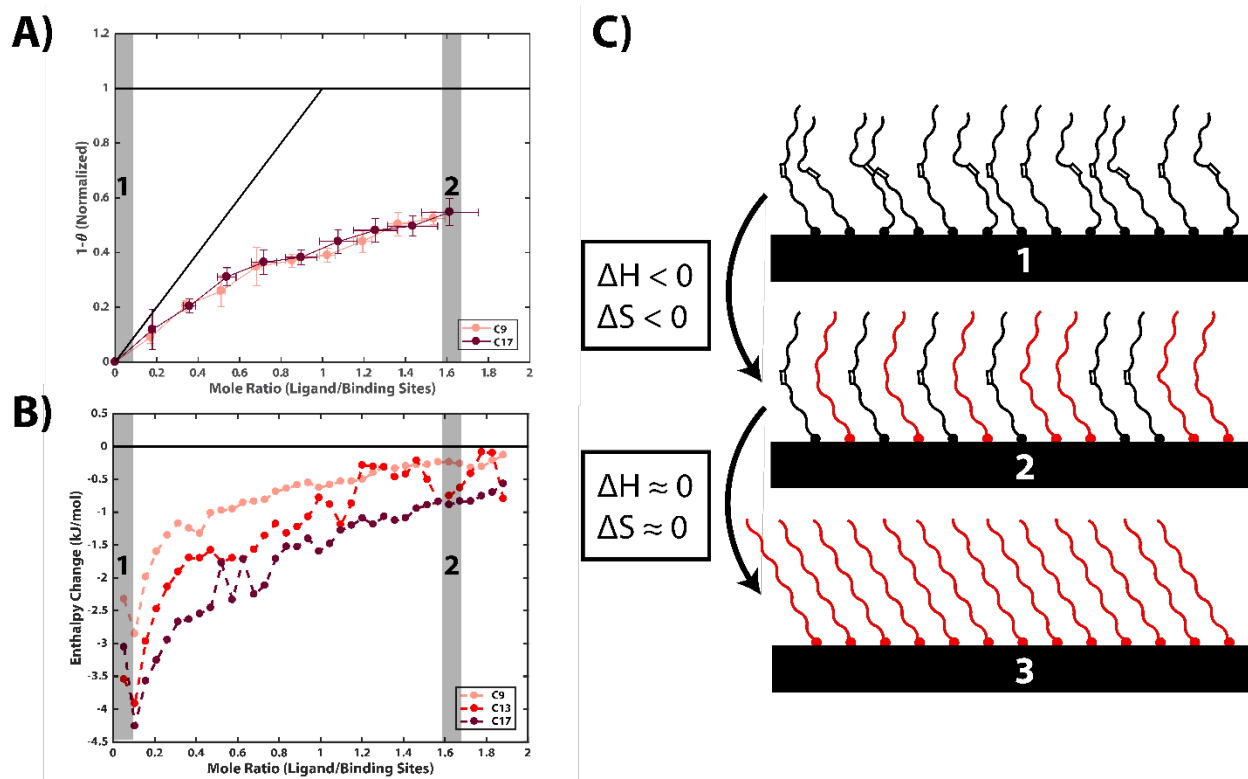 A)
1.2
1
0.8
0.6
0.4
0.2
0
1-θ (Normalized)
1
2
C9
C17
0 0.2 0.4 0.6 0.8 1 1.2 1.4 1.6 1.8 2
Mole Ratio (Ligand/Binding Sites)
B)
0.5
0
-0.5
-1
-1.5
-2
-2.5
-3
-3.5
-4
-4.5
Enthalpy Change (kJ/mol)
1
2
C9
C13
C17
0 0.2 0.4 0.6 0.8 1 1.2 1.4 1.6 1.8 2
Mole Ratio (Ligand/Binding Sites)
C)
1
ΔH < 0
ΔS < 0
2
ΔH ≈ 0
ΔS ≈ 0
3